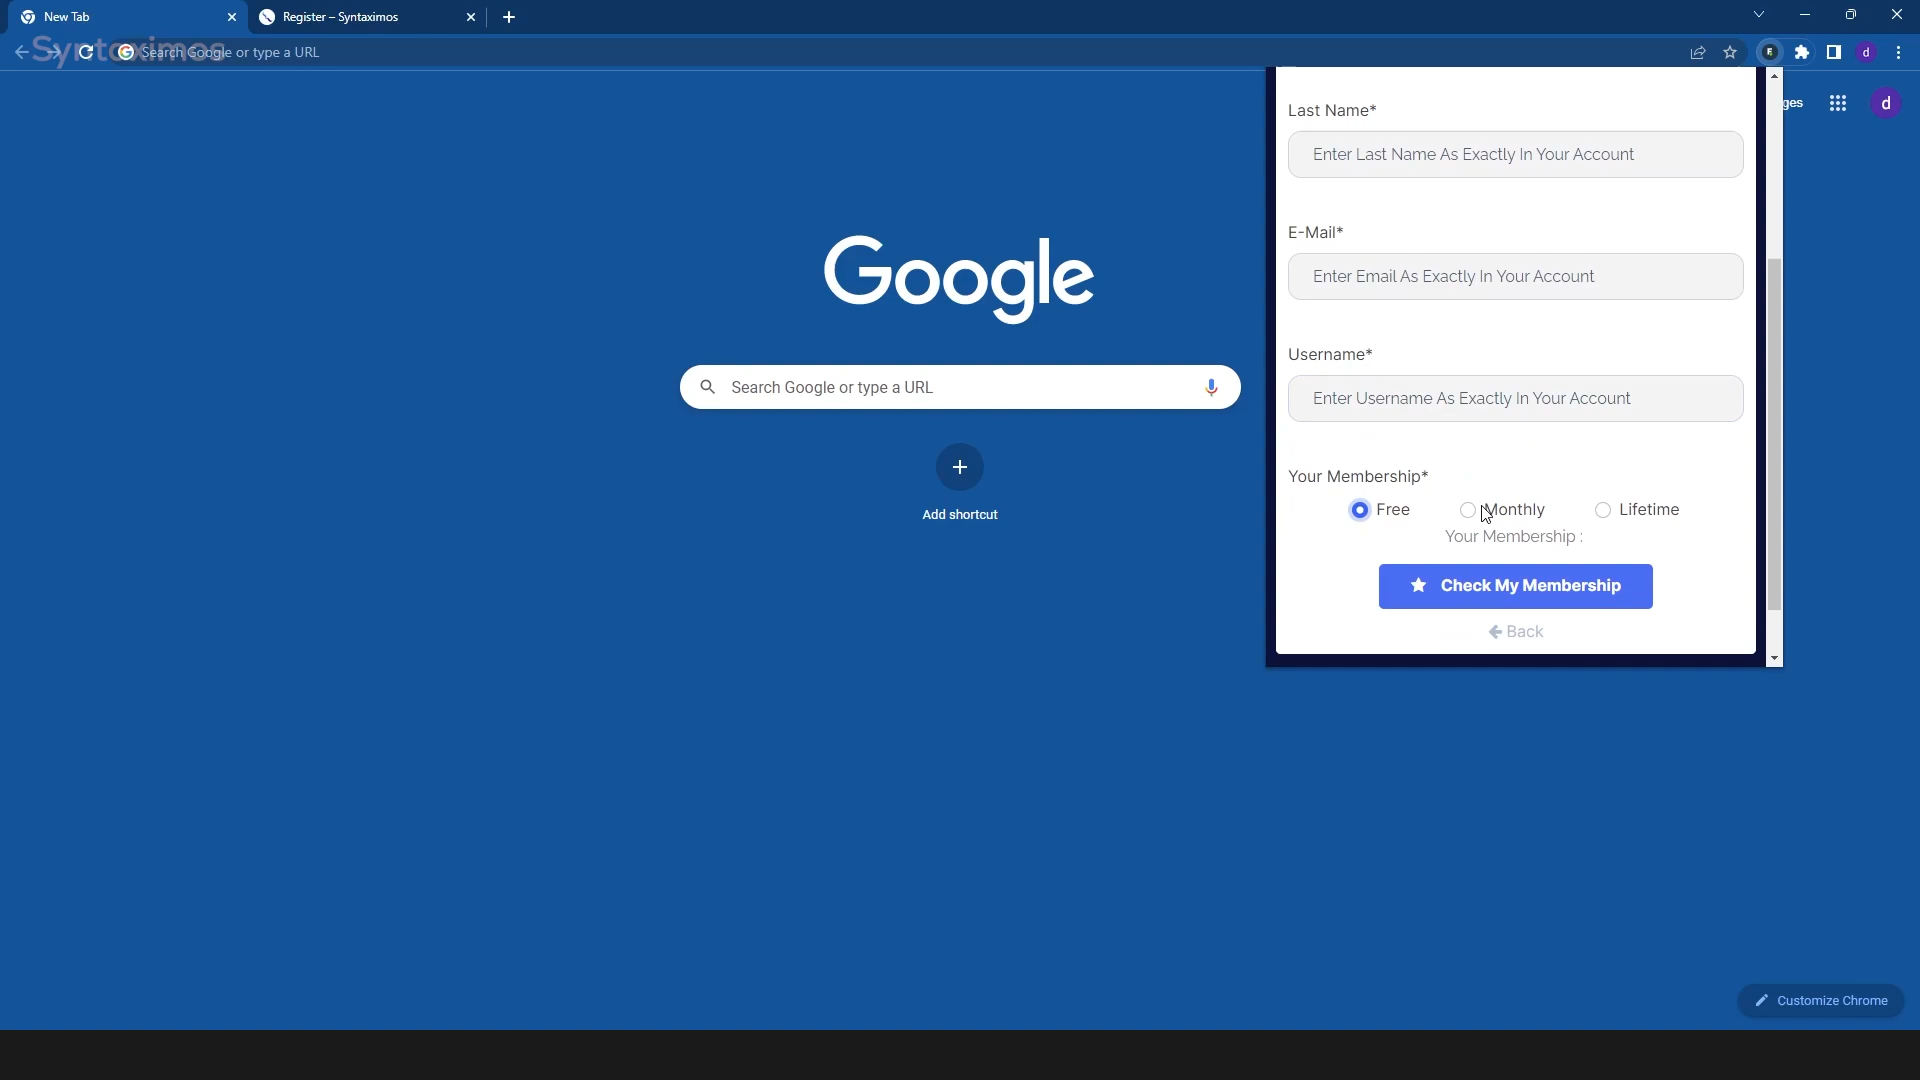 New Tab
Register – Syntaximos
Syntaximos
Search Google or type a URL
d
ges
d
Last Name*
Enter Last Name As Exactly In Your Account
E-Mail*
Enter Email As Exactly In Your Account
Google
Username*
Search Google or type a URL
Enter Username As Exactly In Your Account
Your Membership*
Free
Monthly
Lifetime
Add shortcut
Your Membership :
Check My Membership
Back
Customize Chrome